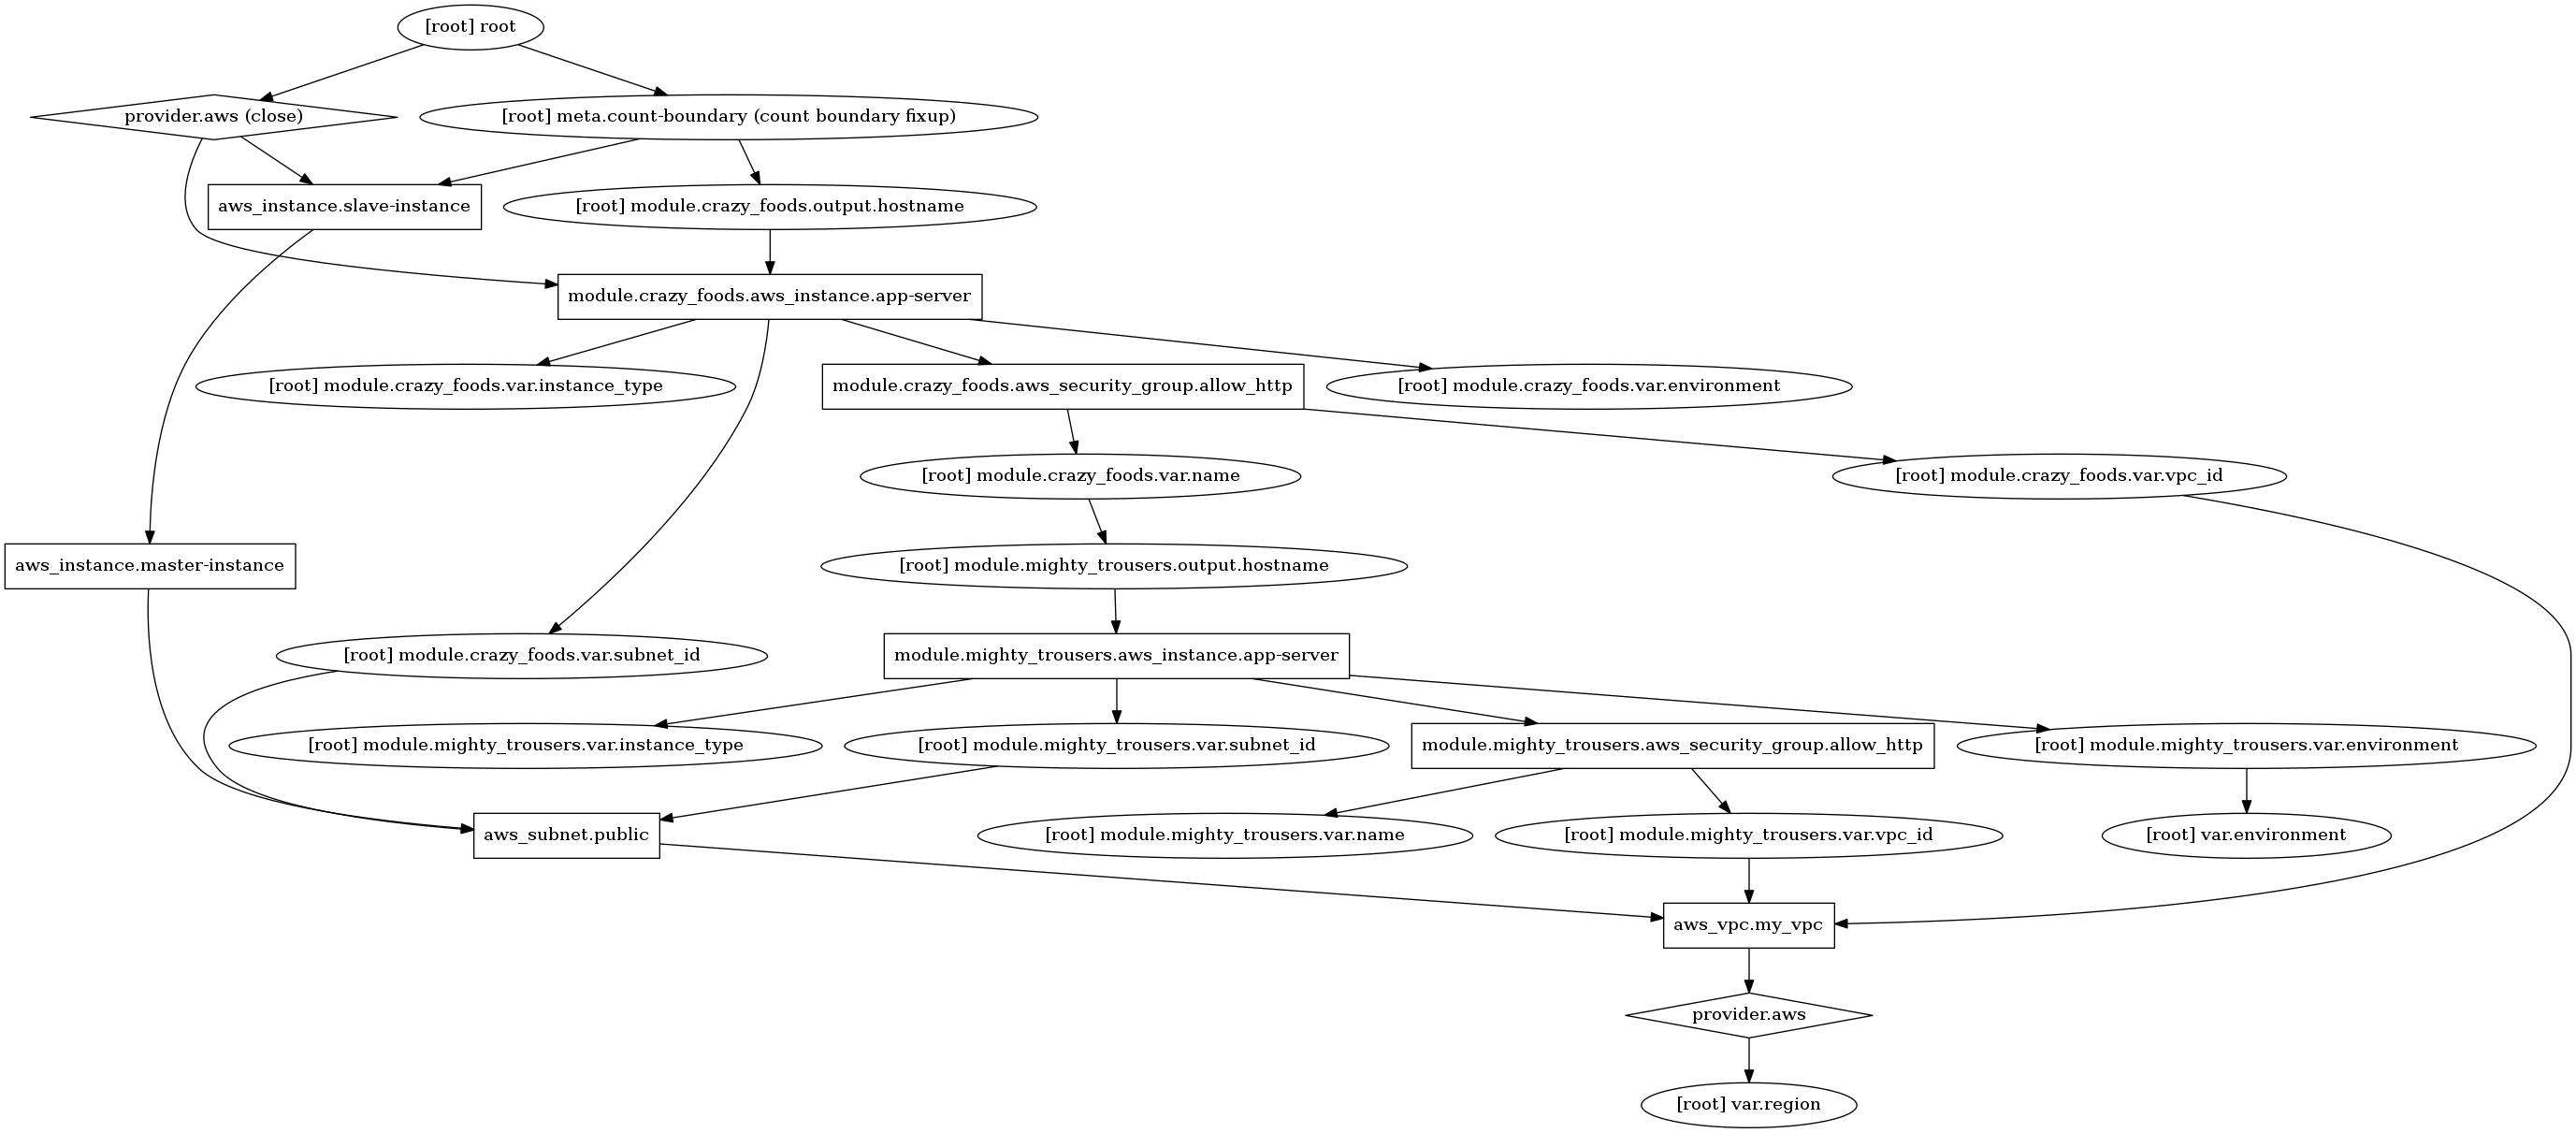 [root] root
provider.aws (close)
[root] meta.count-boundary (count boundary fixup)
aws_instance.slave-instance
[root] module.crazy_foods.output.hostname
module.crazy_foods.aws_instance.app-server
[root] module.crazy_foods.var.instance_type
module.crazy_foods.aws_security_group.allow_http
[root] module.crazy_foods.var.environment
[root] module.crazy_foods.var.name
[root] module.crazy_foods.var.vpc_id
aws_instance.master-instance
[root] module.mighty_trousers.output.hostname
[root] module.crazy_foods.var.subnet_id
module.mighty_trousers.aws_instance.app-server
[root] module.mighty_trousers.var.instance_type
[root] module.mighty_trousers.var.subnet_id
module.mighty_trousers.aws_security_group.allow_http
[root] module.mighty_trousers.var.environment
aws_subnet.public
[root] module.mighty_trousers.var.name
[root] module.mighty_trousers.var.vpc_id
[root] var.environment
aws_vpc.my_vpc
provider.aws
[root] var.region